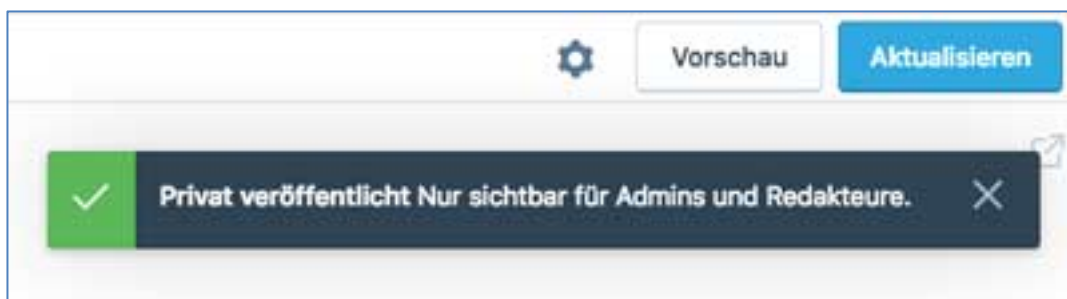 Vorschau Aktualisieren
Privat veröffentlicht Nur sichtbar für Admins und Redakteure.